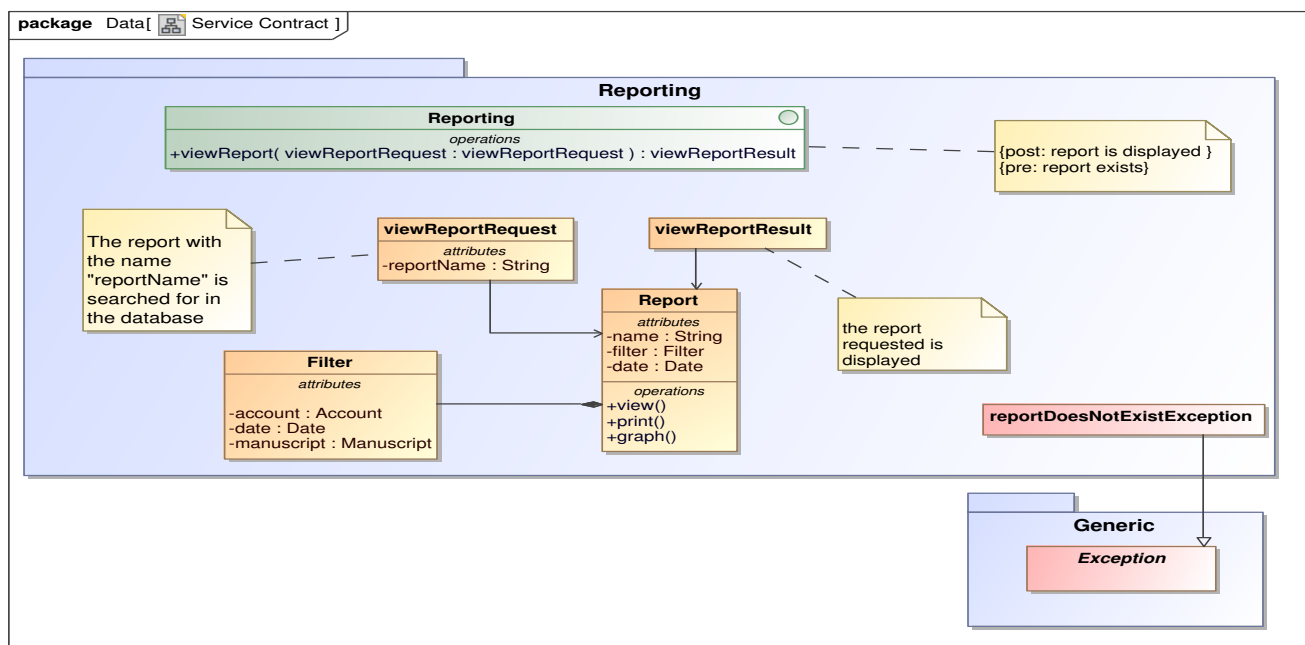 package Data[ Service Contract ]
Reporting
Reporting
operations
+viewReport( viewReportRequest : viewReportRequest ) : viewReportResult
{post: report is displayed }
{pre: report exists}
The report with
the name
"reportName" is
searched for in
the database
viewReportRequest
attributes
-reportName : String
viewReportResult
Report
attributes
-name : String
-filter : Filter
-date : Date
operations
+view()
+print()
+graph()
the report
requested is
displayed
Filter
attributes
-account : Account
-date : Date
-manuscript : Manuscript
reportDoesNotExistException
Generic
Exception